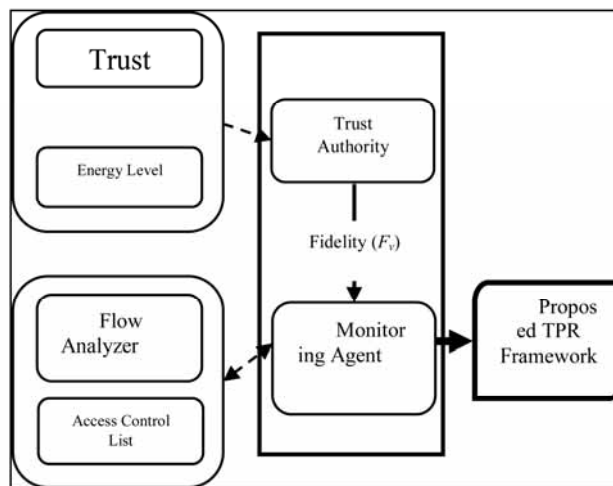 Trust
Energy Level
Trust
Authority
Fidelity (Fv)
Flow
Analyzer
Access Control
List
Monitor
ing Agent
Propos
ed TPR
Framework